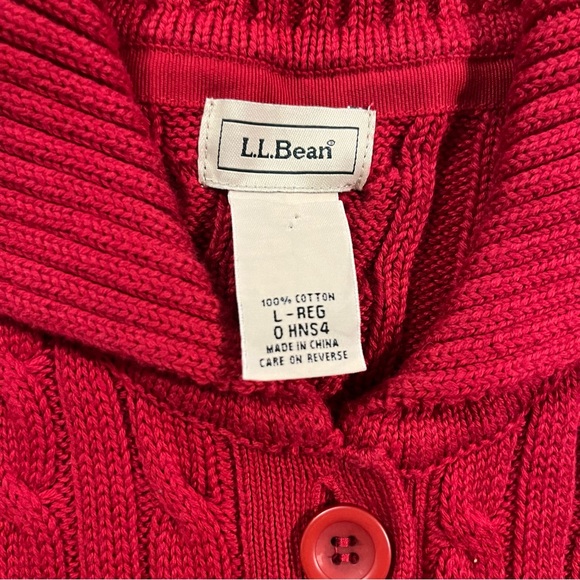 L.L.Bean®
100% COTTON
L-REG
0 HNS4
MADE IN CHINA
CARE ON REVERSE